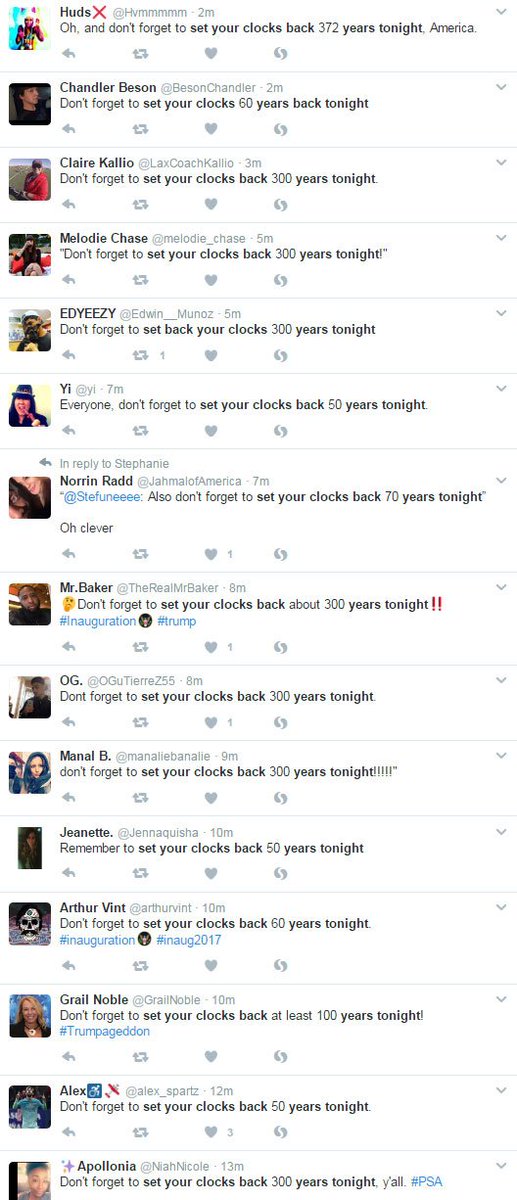 Huds❌ @Hvmmmmm · 2m
Oh, and don't forget to set your clocks back 372 years tonight, America.
Chandler Beson @BesonChandler · 2m
Don't forget to set your clocks 60 years back tonight
Claire Kallio @LaxCoachKallio · 3m
Don't forget to set your clocks back 300 years tonight.
Melodie Chase @melodie_chase · 5m
"Don't forget to set your clocks back 300 years tonight!"
EDYEEZY @Edwin__Munoz · 5m
Don't forget to set back your clocks 300 years tonight
1
Yi @yi · 7m
Everyone, don't forget to set your clocks back 50 years tonight.
In reply to Stephanie
Norrin Radd @JahmalofAmerica · 7m
“@Stefuneeee: Also don't forget to set your clocks back 70 years tonight”
Oh clever
1
Mr.Baker @TheRealMrBaker · 8m
🤔Don't forget to set your clocks back about 300 years tonight‼️
#Inauguration #trump
1
OG. @OGuTierreZ55 · 8m
Dont forget to set your clocks back 300 years tonight.
1
Manal B. @manaliebanalie · 9m
don't forget to set your clocks back 300 years tonight!!!!!"
Jeanette. @Jennaquisha · 10m
Remember to set your clocks back 50 years tonight
Arthur Vint @arthurvint · 10m
Don't forget to set your clocks back 60 years tonight.
#inauguration #inaug2017
Grail Noble @GrailNoble · 10m
Don't forget to set your clocks back at least 100 years tonight!
#Trumpageddon
Alex♿ @alex_spartz · 12m
Don't forget to set your clocks back 50 years tonight.
3
✨Apollonia @NiahNicole · 13m
Don't forget to set your clocks back 300 years tonight, y'all. #PSA